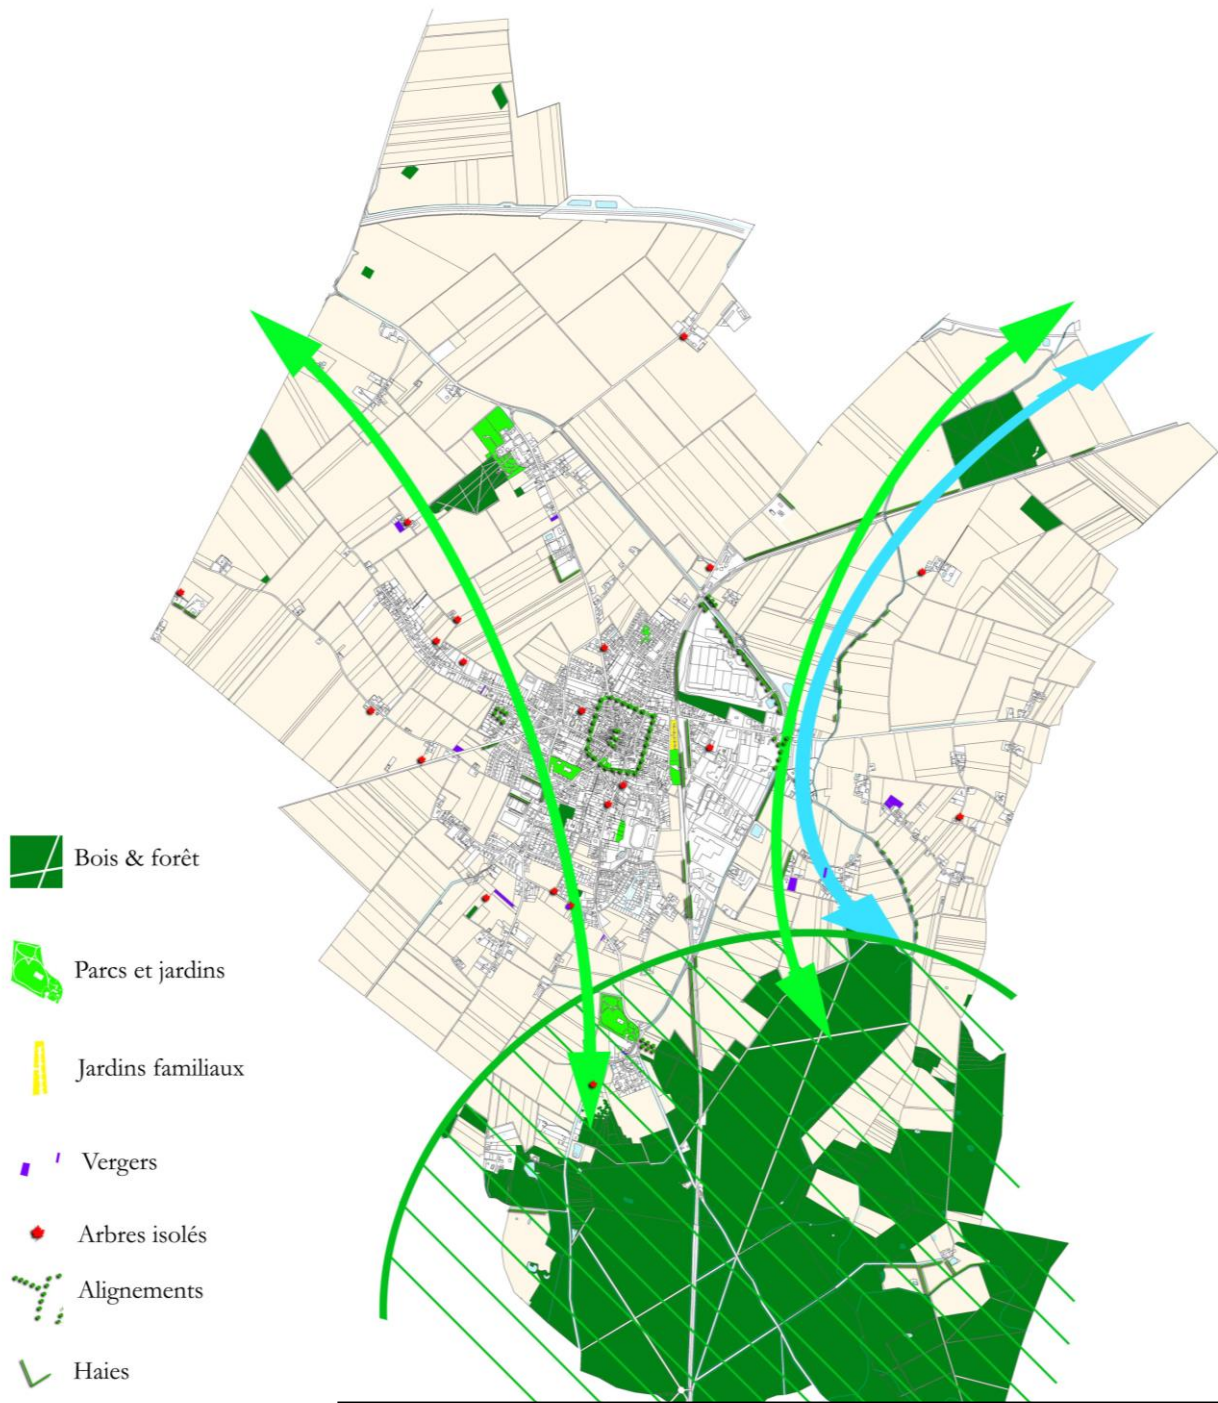 Bois & forêt
Parcs et jardins
Jardins familiaux
Vergers
Arbres isolés
Alignements
Haies